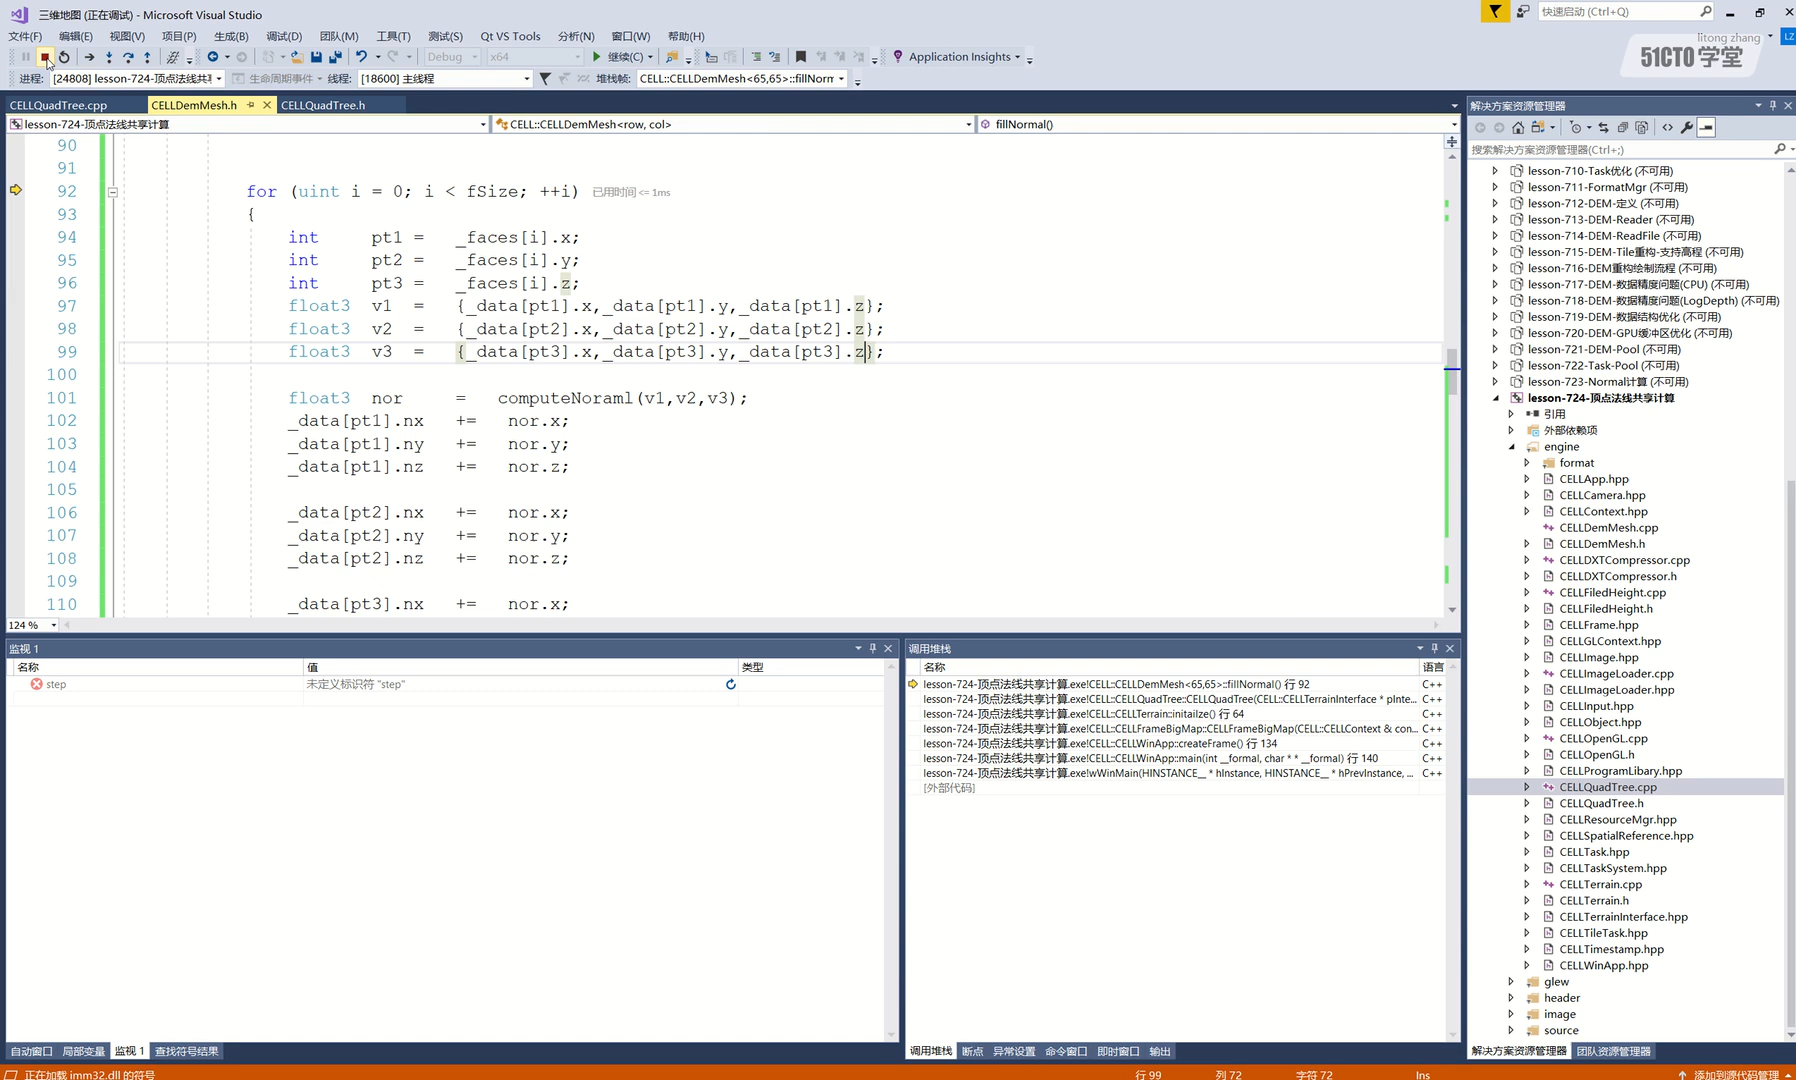 三维地图 (正在调试) - Microsoft Visual Studio
快速启动 (Ctrl+Q)
文件(F) 编辑(E) 视图(V) 项目(P) 生成(B) 调试(D) 团队(M) 工具(T) 测试(S) Qt VS Tools 分析(N) 窗口(W) 帮助(H)
litong zhang
LZ
51CTO 学堂
Debug x64 继续(C) Application Insights
进程: [24808] lesson-724-顶点法线共享 生命周期事件 线程: [18600] 主线程 堆栈帧: CELL::CELLDemMesh<65,65>::fillNorm
CELLQuadTree.cpp CELLDemMesh.h CELLQuadTree.h
lesson-724-顶点法线共享计算 CELL::CELLDemMesh<row, col> fillNormal()
90
91
92 for (uint i = 0; i < fSize; ++i) 已用时间 <= 1ms
93 {
94 int pt1 = _faces[i].x;
95 int pt2 = _faces[i].y;
96 int pt3 = _faces[i].z;
97 float3 v1 = {_data[pt1].x,_data[pt1].y,_data[pt1].z};
98 float3 v2 = {_data[pt2].x,_data[pt2].y,_data[pt2].z};
99 float3 v3 = {_data[pt3].x,_data[pt3].y,_data[pt3].z};
100
101 float3 nor = computeNoraml(v1,v2,v3);
102 _data[pt1].nx += nor.x;
103 _data[pt1].ny += nor.y;
104 _data[pt1].nz += nor.z;
105
106 _data[pt2].nx += nor.x;
107 _data[pt2].ny += nor.y;
108 _data[pt2].nz += nor.z;
109
110 _data[pt3].nx += nor.x;
124 %
监视 1
名称 值 类型
step 未定义标识符 "step"
自动窗口 局部变量 监视 1 查找符号结果
调用堆栈
名称 语言
lesson-724-顶点法线共享计算.exe!CELL::CELLDemMesh<65,65>::fillNormal() 行 92 C++
lesson-724-顶点法线共享计算.exe!CELL::CELLQuadTree::CELLQuadTree(CELL::CELLTerrainInterface * pInte... C++
lesson-724-顶点法线共享计算.exe!CELL::CELLTerrain::initailze() 行 64 C++
lesson-724-顶点法线共享计算.exe!CELL::CELLFrameBigMap::CELLFrameBigMap(CELL::CELLContext & con... C++
lesson-724-顶点法线共享计算.exe!CELL::CELLWinApp::createFrame() 行 134 C++
lesson-724-顶点法线共享计算.exe!CELL::CELLWinApp::main(int __formal, char * * __formal) 行 140 C++
lesson-724-顶点法线共享计算.exe!wWinMain(HINSTANCE__ * hInstance, HINSTANCE__ * hPrevInstance, ... C++
[外部代码]
调用堆栈 断点 异常设置 命令窗口 即时窗口 输出
解决方案资源管理器
搜索解决方案资源管理器(Ctrl+;)
lesson-710-Task优化 (不可用)
lesson-711-FormatMgr (不可用)
lesson-712-DEM-定义 (不可用)
lesson-713-DEM-Reader (不可用)
lesson-714-DEM-ReadFile (不可用)
lesson-715-DEM-Tile重构-支持高程 (不可用)
lesson-716-DEM重构绘制流程 (不可用)
lesson-717-DEM-数据精度问题(CPU) (不可用)
lesson-718-DEM-数据精度问题(LogDepth) (不可用)
lesson-719-DEM-数据结构优化 (不可用)
lesson-720-DEM-GPU缓冲区优化 (不可用)
lesson-721-DEM-Pool (不可用)
lesson-722-Task-Pool (不可用)
lesson-723-Normal计算 (不可用)
lesson-724-顶点法线共享计算
引用
外部依赖项
engine
format
CELLApp.hpp
CELLCamera.hpp
CELLContext.hpp
CELLDemMesh.cpp
CELLDemMesh.h
CELLDXTCompressor.cpp
CELLDXTCompressor.h
CELLFiledHeight.cpp
CELLFiledHeight.h
CELLFrame.hpp
CELLGLContext.hpp
CELLImage.hpp
CELLImageLoader.cpp
CELLImageLoader.hpp
CELLInput.hpp
CELLObject.hpp
CELLOpenGL.cpp
CELLOpenGL.h
CELLProgramLibary.hpp
CELLQuadTree.cpp
CELLQuadTree.h
CELLResourceMgr.hpp
CELLSpatialReference.hpp
CELLTask.hpp
CELLTaskSystem.hpp
CELLTerrain.cpp
CELLTerrain.h
CELLTerrainInterface.hpp
CELLTileTask.hpp
CELLTimestamp.hpp
CELLWinApp.hpp
glew
header
image
source
解决方案资源管理器 团队资源管理器
正在加载 imm32.dll 的符号 行 99 列 72 字符 72 Ins 添加到源代码管理